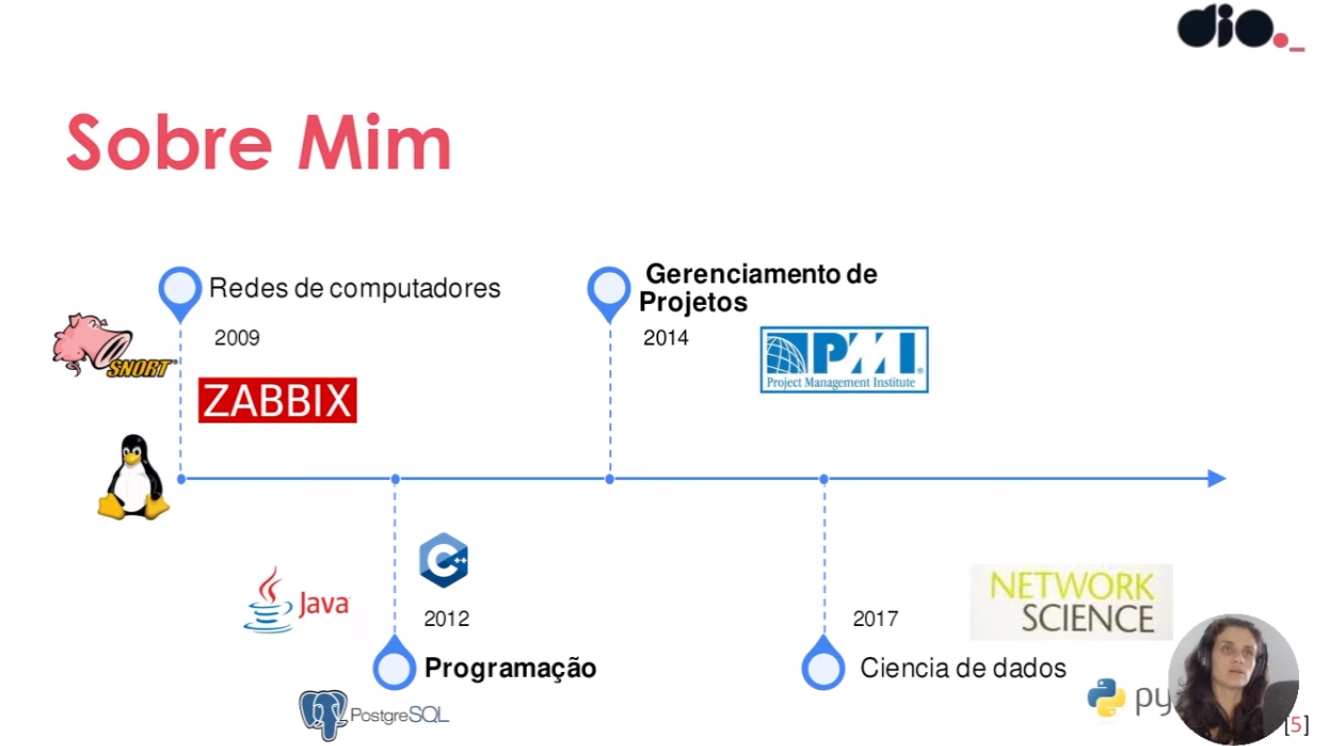 dio._
Sobre Mim
Redes de computadores
2009
SNORT
ZABBIX
Gerenciamento de
Projetos
2014
PMI
Project Management Institute
C++
Java
2012
Programação
PostgreSQL
2017
Ciencia de dados
NETWORK
SCIENCE
py
[5]